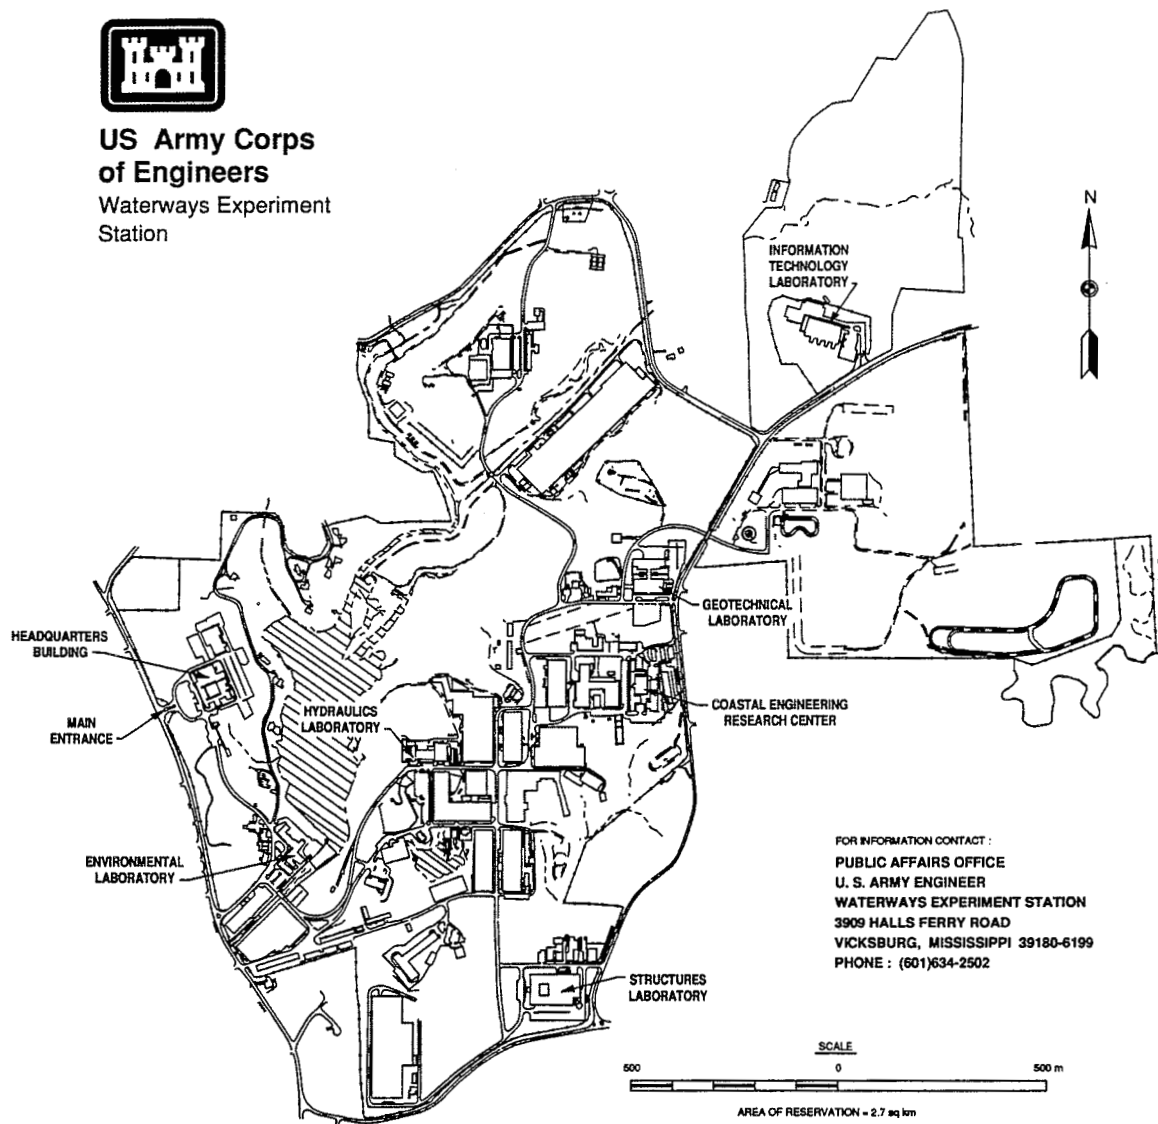 US Army Corps
of Engineers
Waterways Experiment
Station
N
INFORMATION
TECHNOLOGY
LABORATORY
GEOTECHNICAL
LABORATORY
HEADQUARTERS
BUILDING
MAIN
ENTRANCE
HYDRAULICS
LABORATORY
COASTAL ENGINEERING
RESEARCH CENTER
ENVIRONMENTAL
LABORATORY
STRUCTURES
LABORATORY
FOR INFORMATION CONTACT :
PUBLIC AFFAIRS OFFICE
U. S. ARMY ENGINEER
WATERWAYS EXPERIMENT STATION
3909 HALLS FERRY ROAD
VICKSBURG, MISSISSIPPI 39180-6199
PHONE : (601)634-2502
SCALE
500 0 500 m
AREA OF RESERVATION = 2.7 sq km